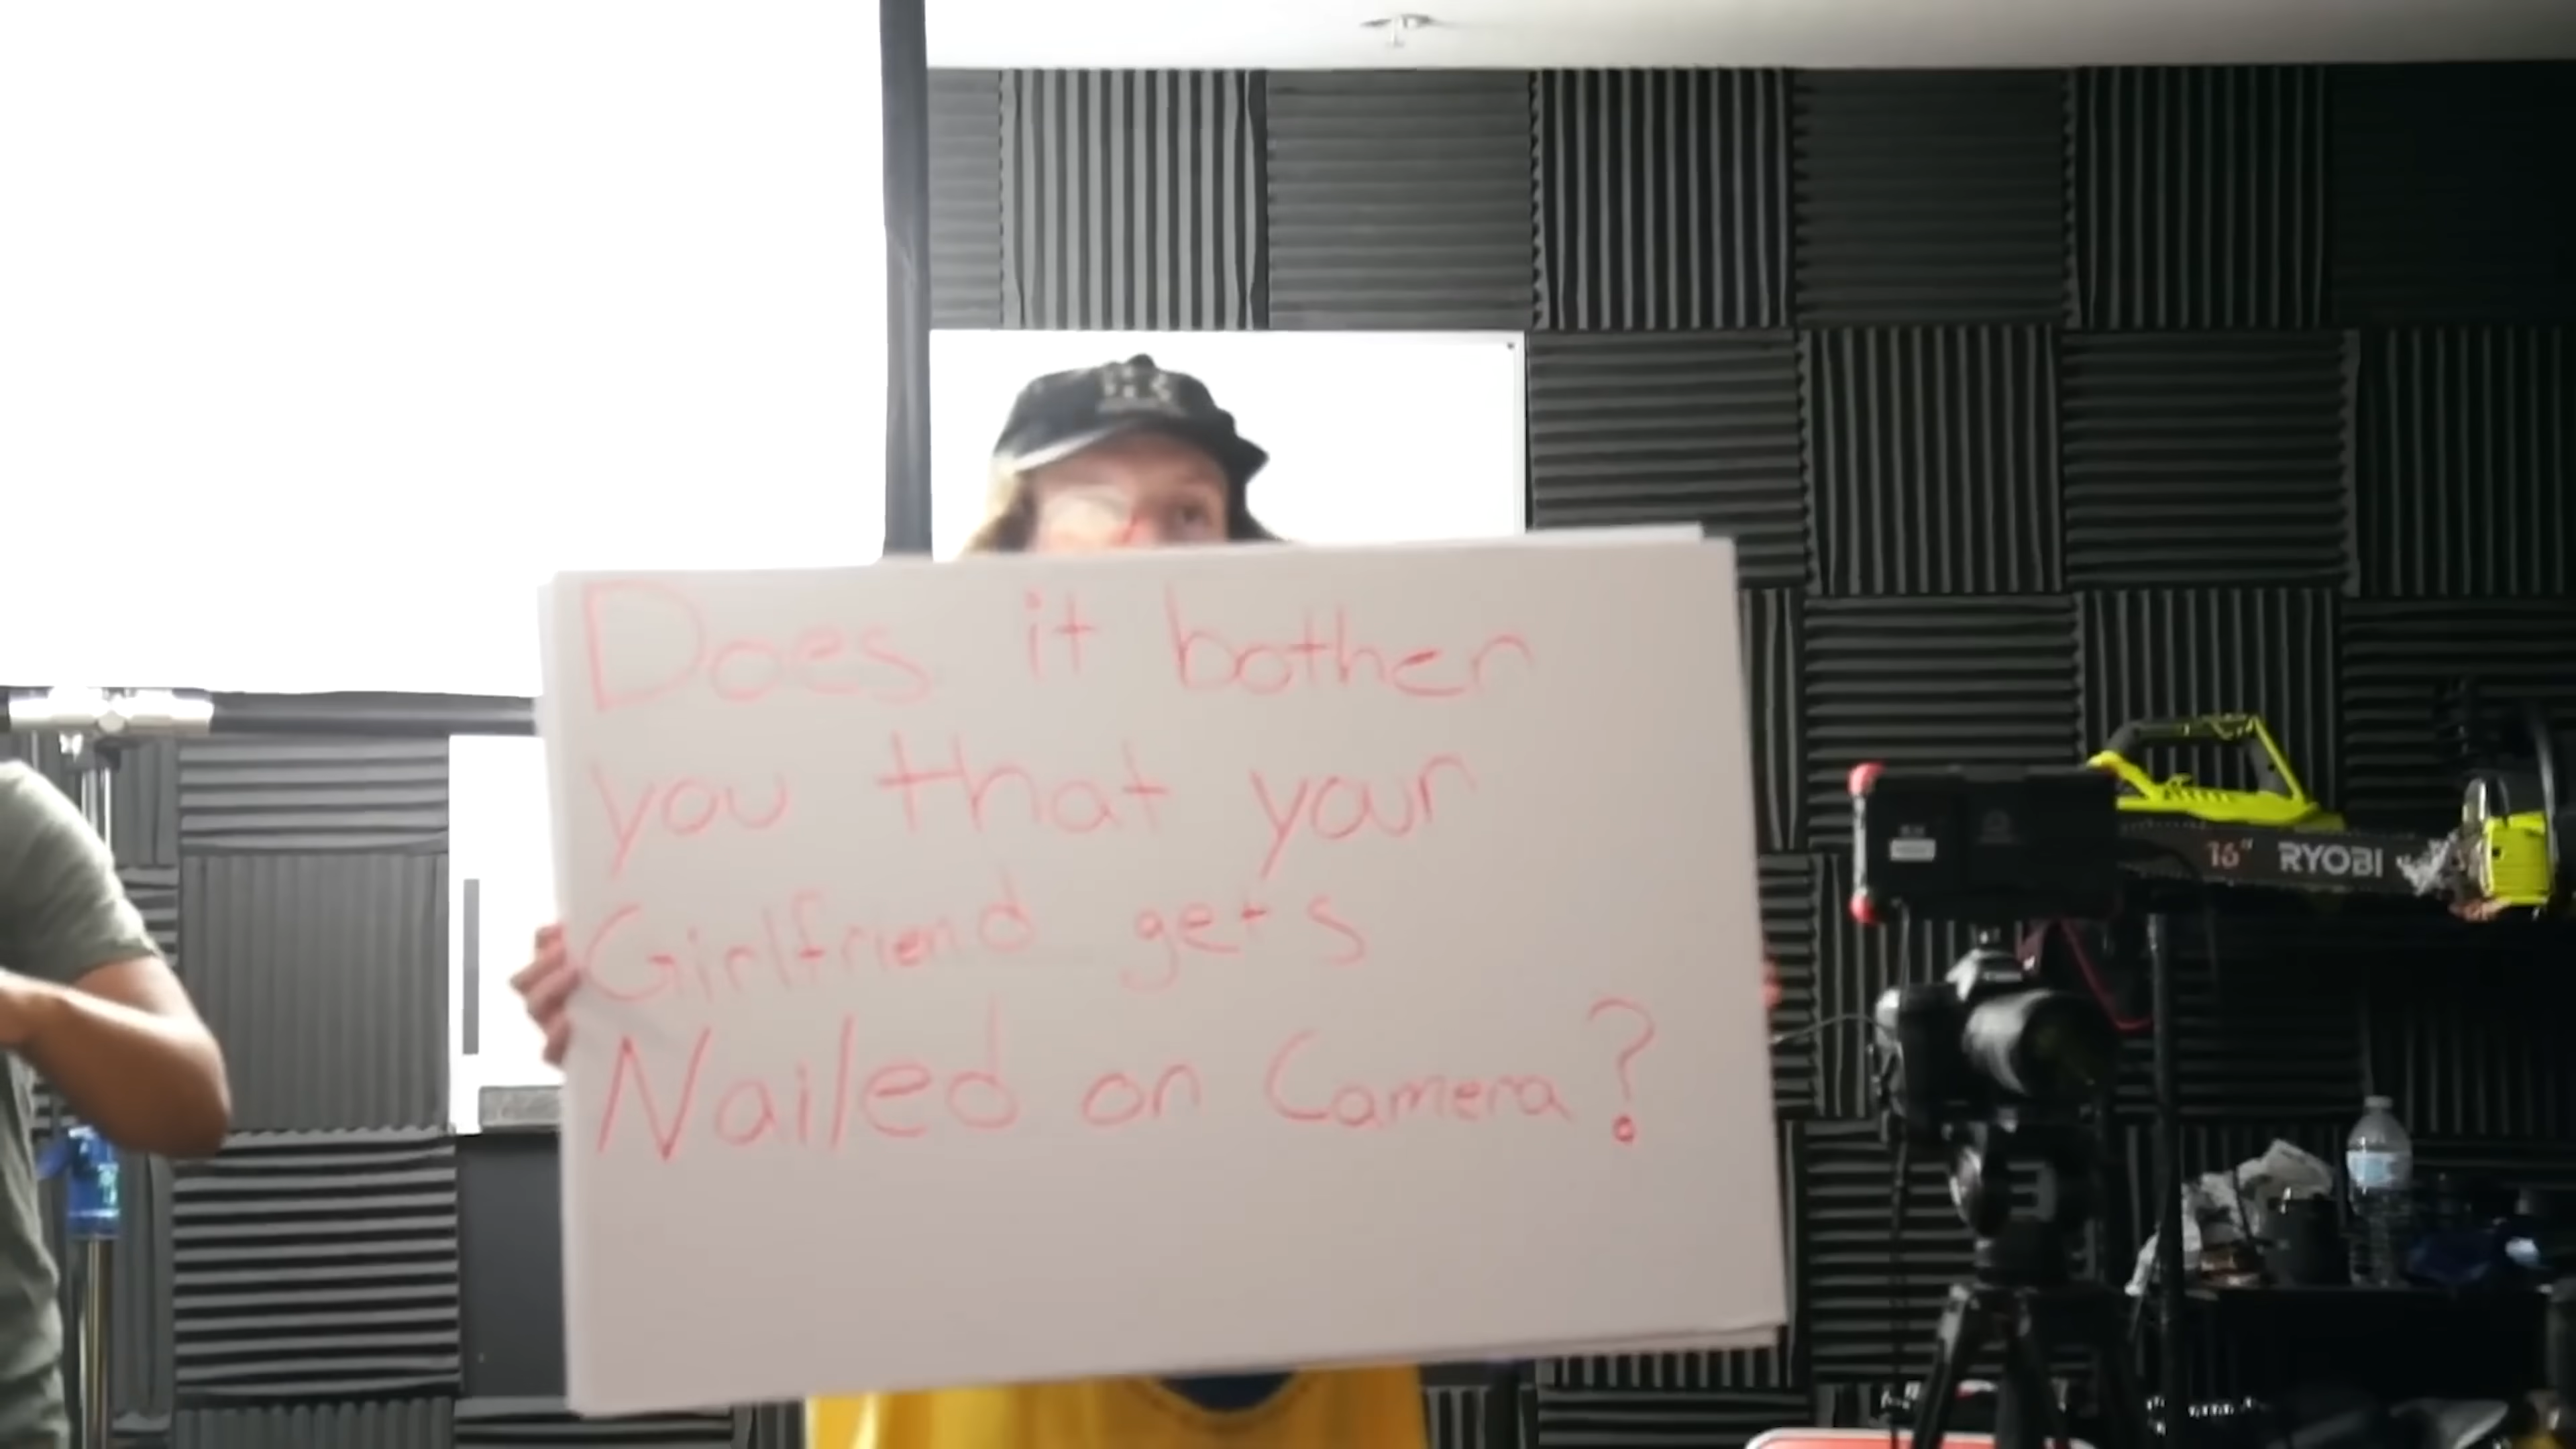 Does it bother
you that your
Girlfriend gets
Nailed on Camera?
16" RYOBI